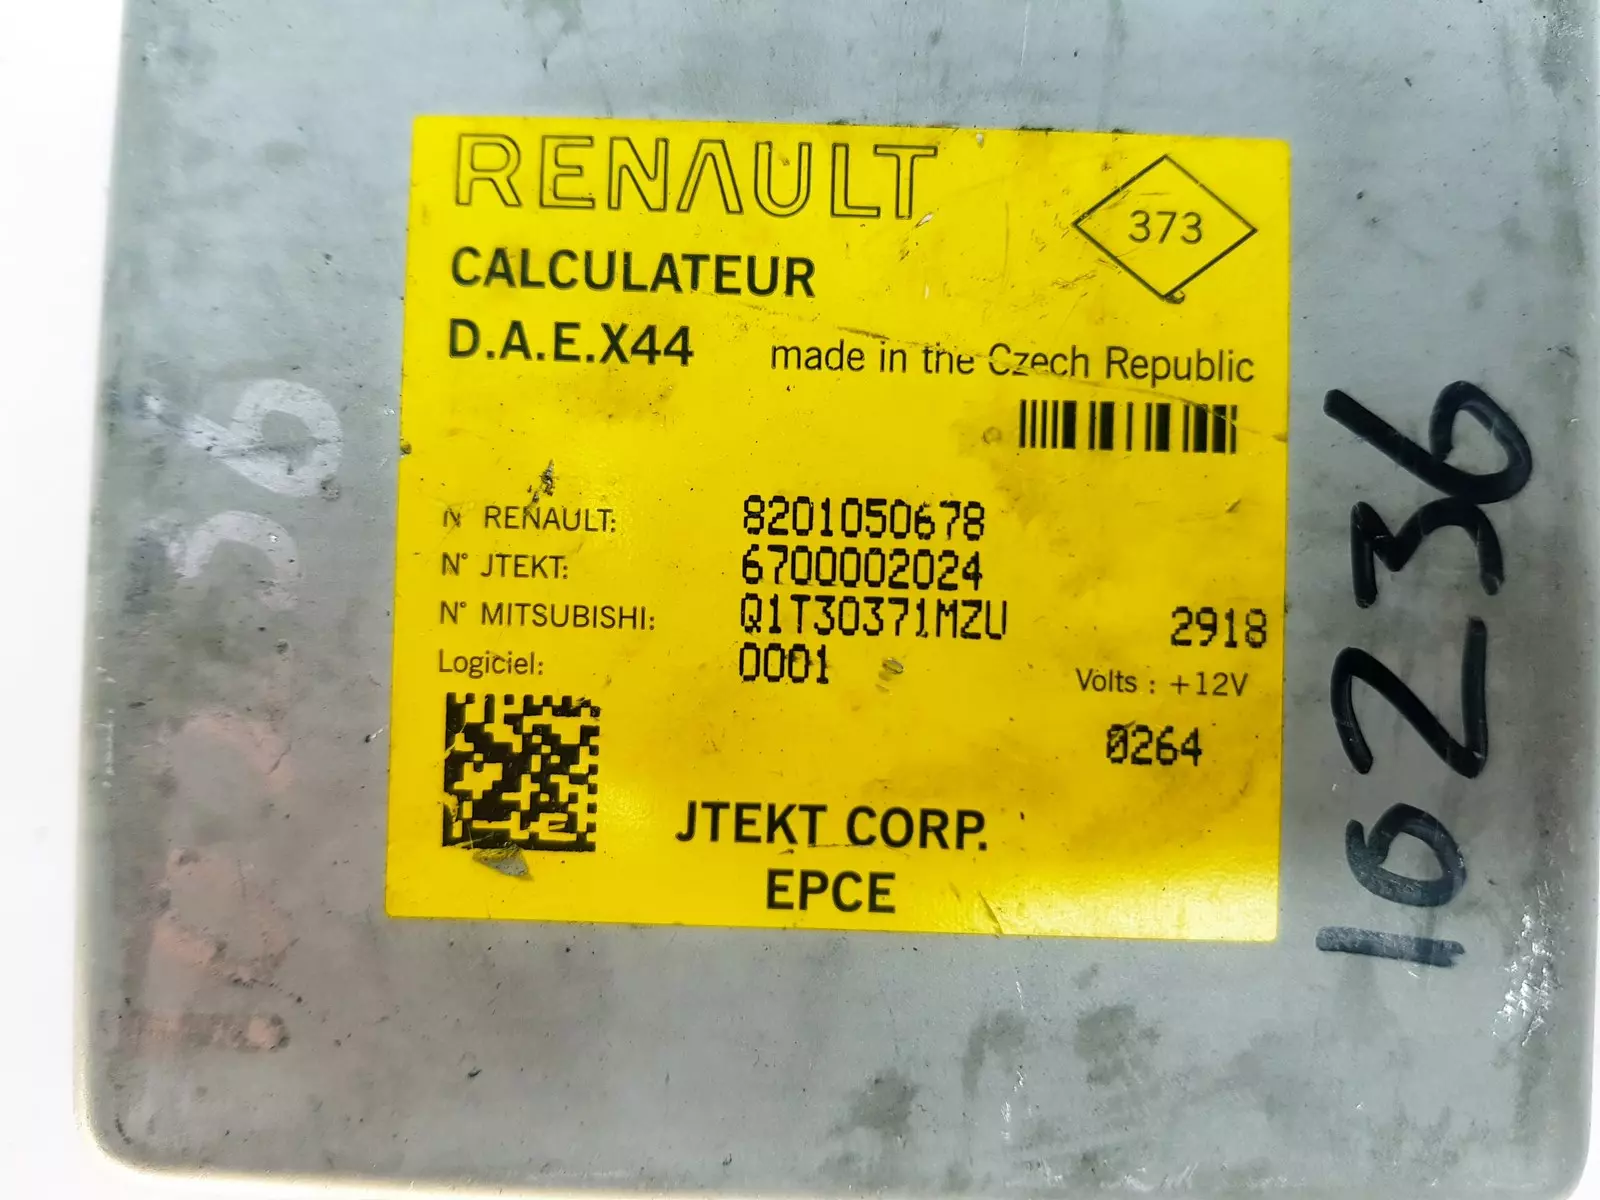 RENAULT
373
CALCULATEUR
D.A.E.X44
made in the Czech Republic
N RENAULT: 8201050678
N° JTEKT: 6700002024
N° MITSUBISHI: Q1T30371MZU 2918
Logiciel: 0001
Volts : +12V
0264
JTEKT CORP.
EPCE
10236